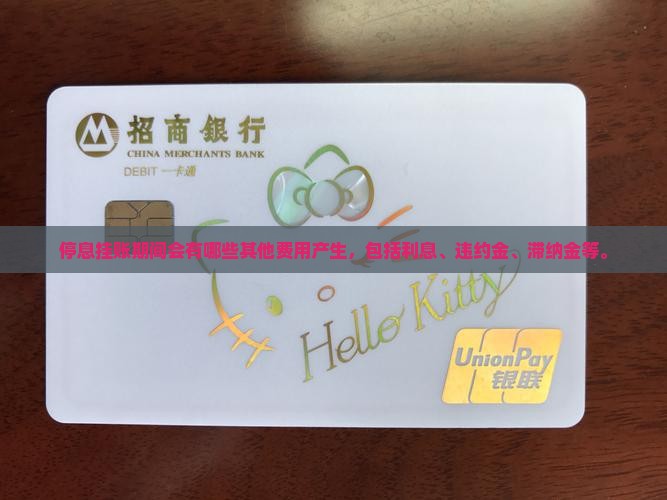 招商銀行
CHINA MERCHANTS BANK
DEBIT 一卡通
停息挂账期间会有哪些其他费用产生，包括利息、违约金、滞纳金等。
Hello Kitty
UnionPay
银联